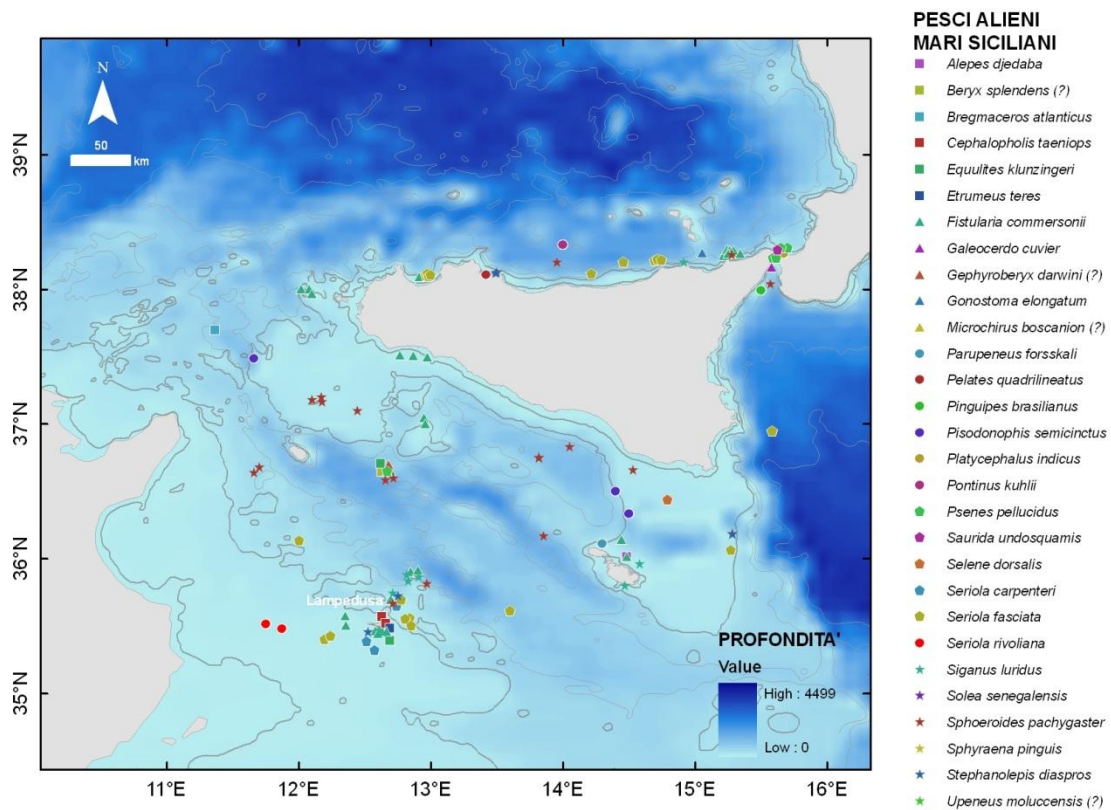 N
50
km
39°N
38°N
37°N
36°N
35°N
11°E
12°E
13°E
14°E
15°E
16°E
Lampedusa
PROFONDITA'
Value
High : 4499
Low : 0
PESCI ALIENI
MARI SICILIANI
Alepes djedaba
Beryx splendens (?)
Bregmaceros atlanticus
Cephalopholis taeniops
Equulites klunzingeri
Etrumeus teres
Fistularia commersonii
Galeocerdo cuvier
Gephyroberyx darwini (?)
Gonostoma elongatum
Microchirus boscanion (?)
Parupeneus forsskali
Pelates quadrilineatus
Pinguipes brasilianus
Pisodonophis semicinctus
Platycephalus indicus
Pontinus kuhlii
Psenes pellucidus
Saurida undosquamis
Selene dorsalis
Seriola carpenteri
Seriola fasciata
Seriola rivoliana
Siganus luridus
Solea senegalensis
Sphoeroides pachygaster
Sphyraena pinguis
Stephanolepis diaspros
Upeneus moluccensis (?)